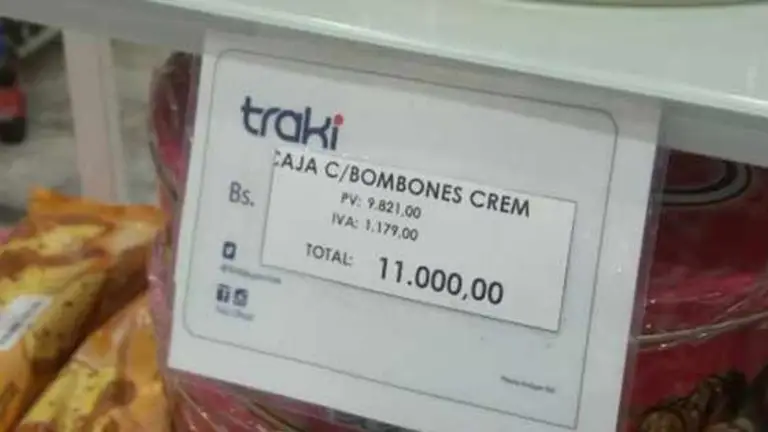 traki
CAJA C/BOMBONES CREM
Bs.
PV: 9.821,00
IVA: 1.179,00
TOTAL: 11.000,00